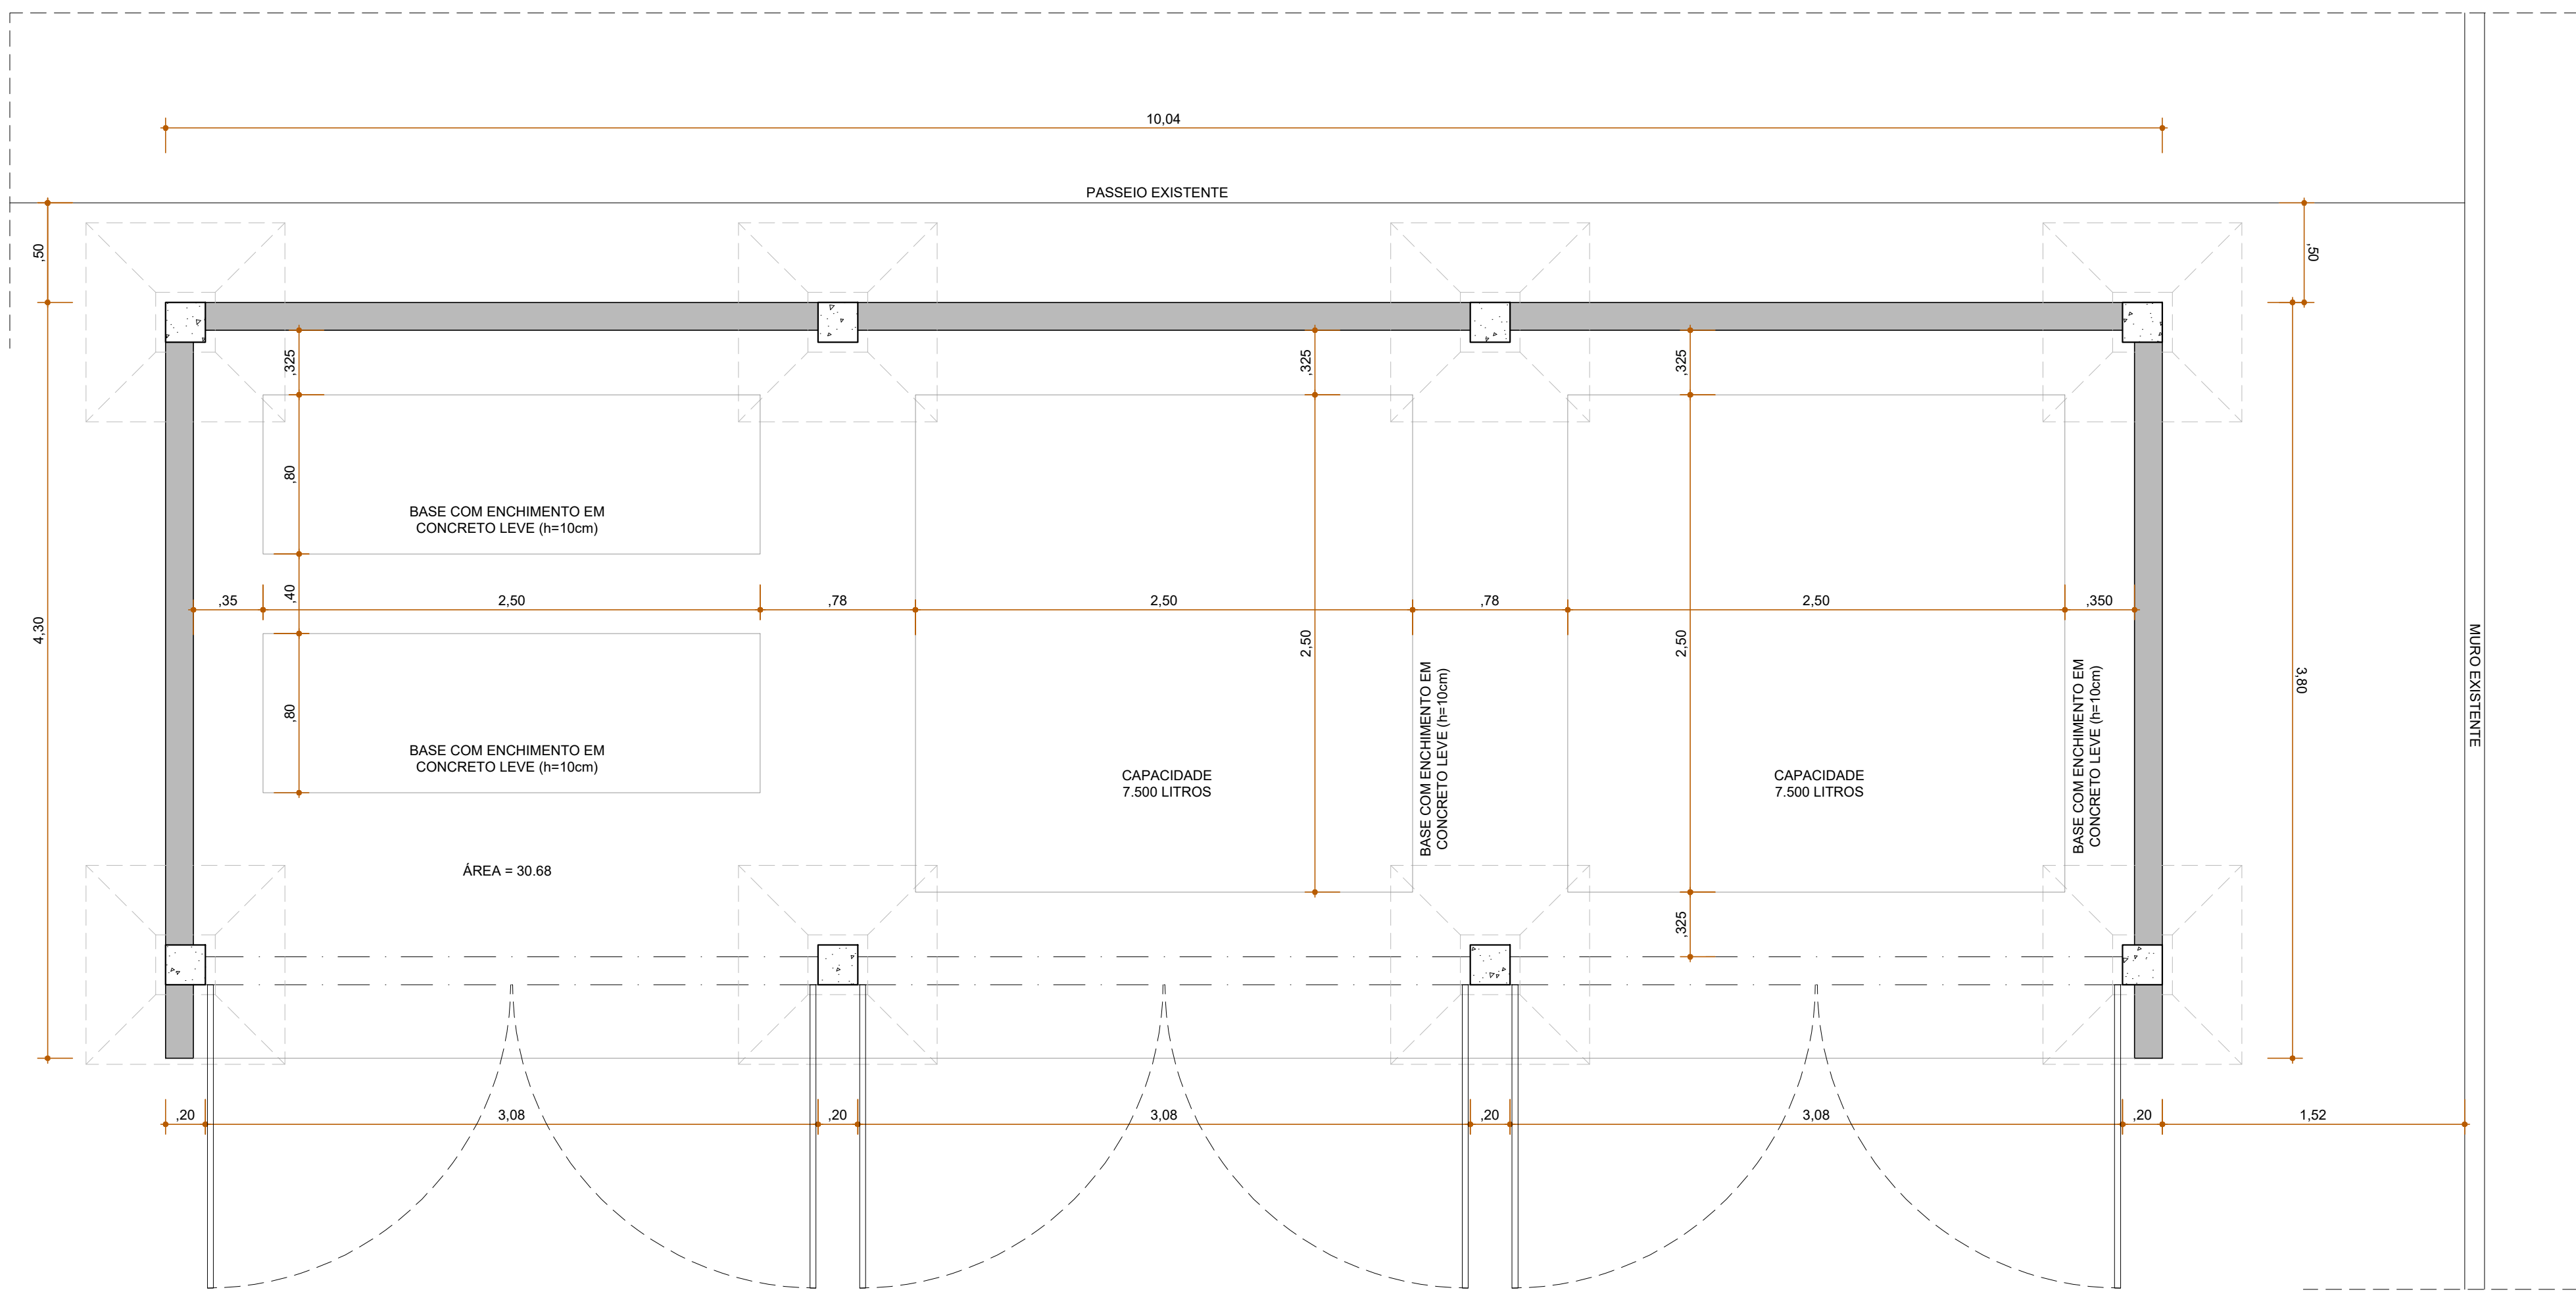 10,04
PASSEIO EXISTENTE
,50
,50
,325
,325
,325
,80
BASE COM ENCHIMENTO EM
CONCRETO LEVE (h=10cm)
,40
,35
2,50
,78
2,50
,78
2,50
,350
4,30
2,50
2,50
3,80
MURO EXISTENTE
,80
BASE COM ENCHIMENTO EM
CONCRETO LEVE (h=10cm)
CAPACIDADE
7.500 LITROS
BASE COM ENCHIMENTO EM
CONCRETO LEVE (h=10cm)
CAPACIDADE
7.500 LITROS
BASE COM ENCHIMENTO EM
CONCRETO LEVE (h=10cm)
ÁREA = 30.68
,325
,20
3,08
,20
3,08
,20
3,08
,20
1,52